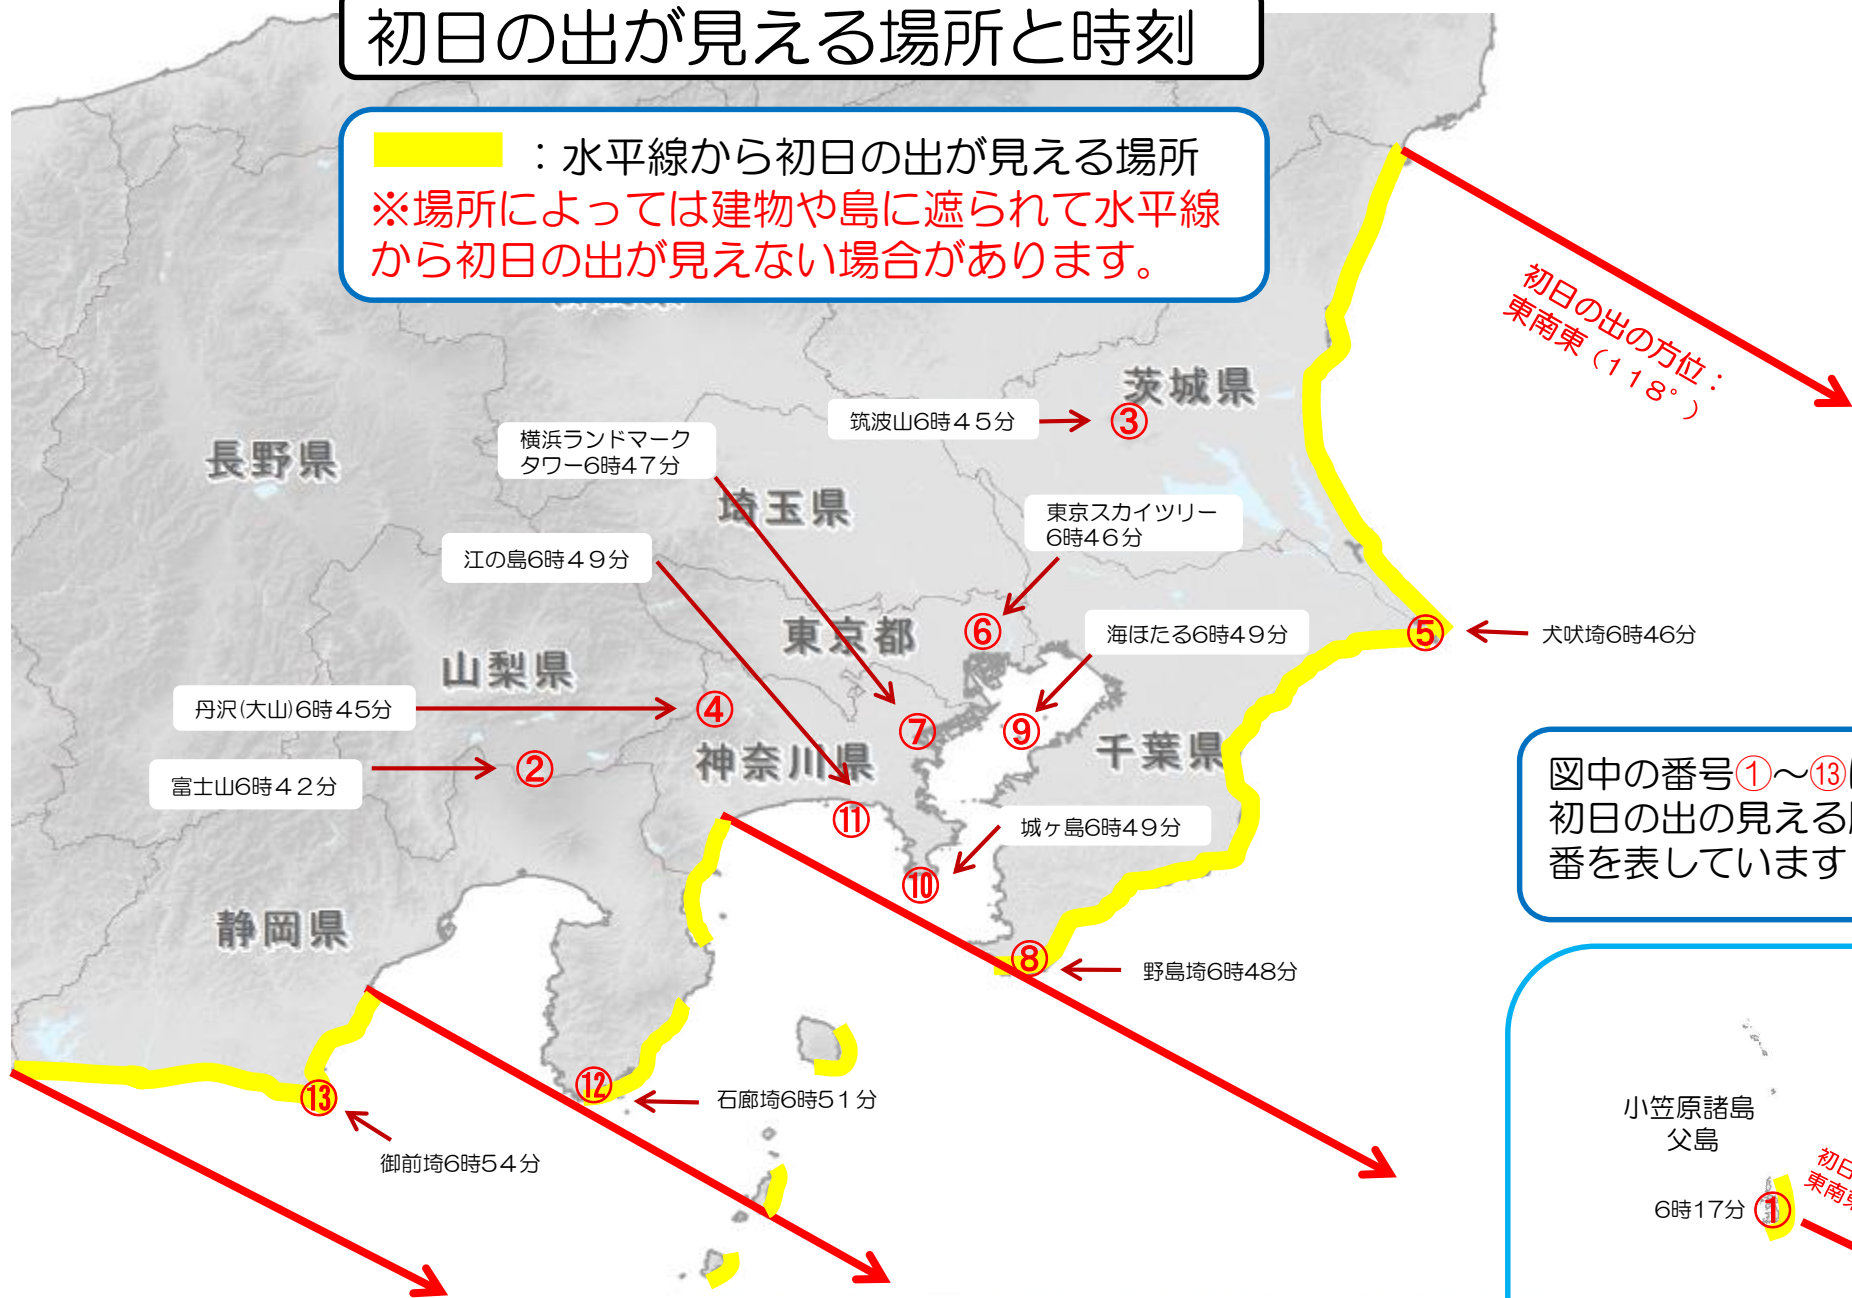 初日の出が見える場所と時刻
：水平線から初日の出が見える場所
※場所によっては建物や島に遮られて水平線
から初日の出が見えない場合があります。
初日の出の方位：
東南東（１１８°）
茨城県
筑波山6時４５分
③
長野県
横浜ランドマーク
タワー6時４７分
埼玉県
東京スカイツリー
6時４６分
江の島6時４９分
東京都
⑥
海ほたる6時４９分
⑤
犬吠埼6時４６分
山梨県
丹沢(大山)6時４５分
④
⑦
⑨
神奈川県
千葉県
富士山6時４２分
②
⑪
城ヶ島6時４９分
⑩
図中の番号①～⑬
初日の出の見える
番を表しています
静岡県
⑧
野島埼6時４８分
⑫
石廊埼6時５１分
⑬
御前埼6時５４分
小笠原諸島
父島
初日
東南東
6時１７分
①